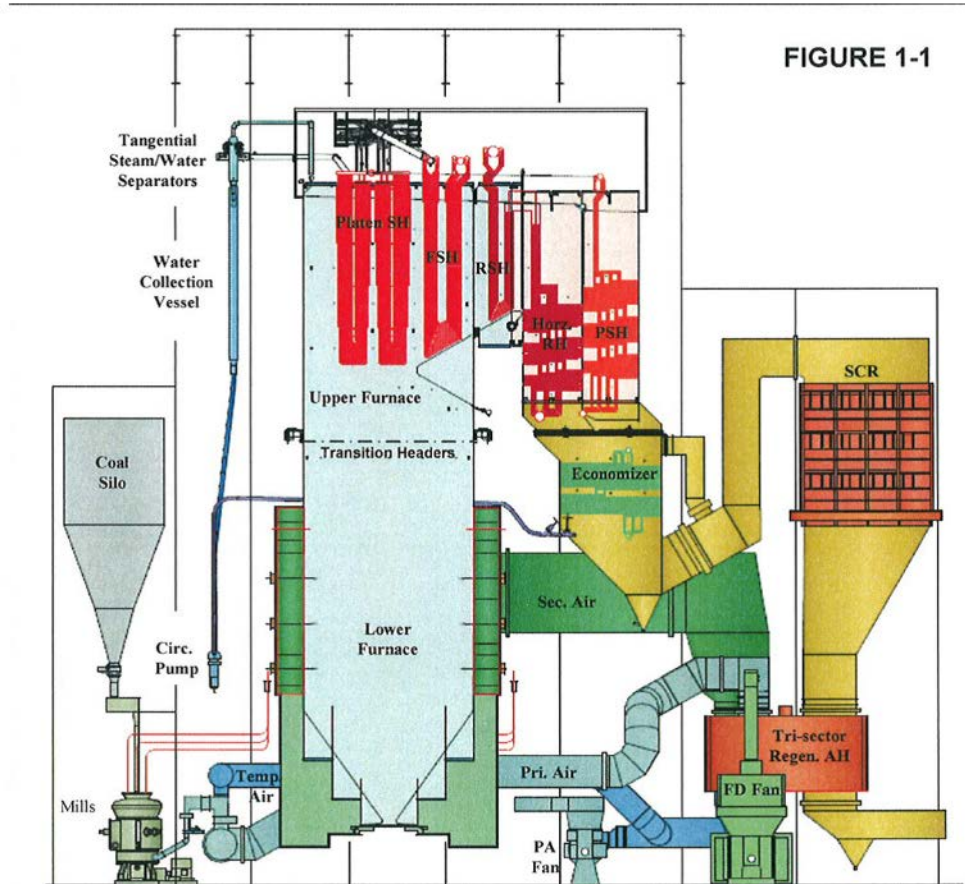 FIGURE 1-1
Tangential
Steam/Water
Separators
Platen SH
FSH
RSH
Water
Collection
Vessel
Horz.
RH
PSH
SCR
Upper Furnace
Transition Headers
Coal
Silo
Economizer
Sec. Air
Lower
Furnace
Circ.
Pump
Tri-sector
Regen. AH
Temp.
Air
Pri. Air
FD Fan
Mills
PA
Fan